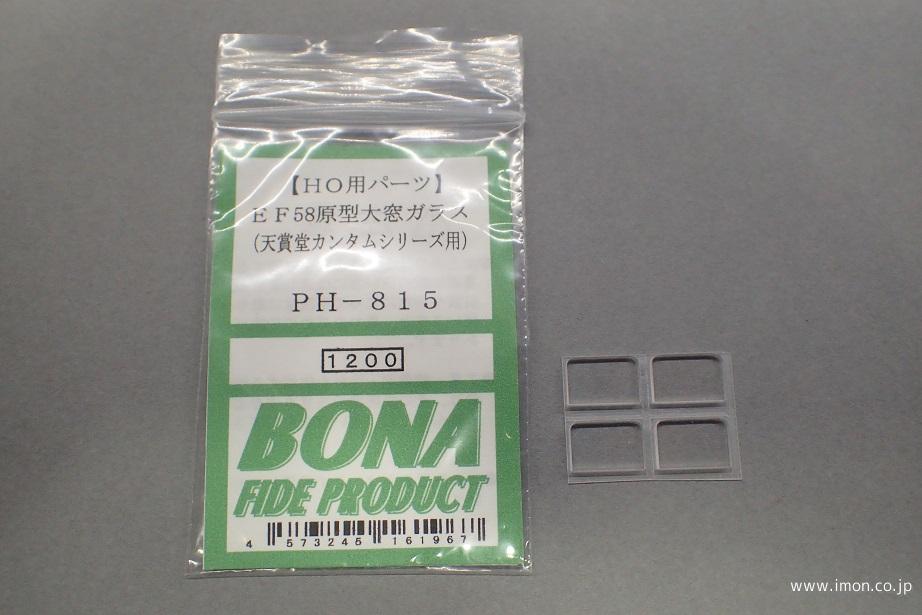 【HO用パーツ】
EF58原型大窓ガラス
(天賞堂カンタムシリーズ用)
PH-815
1200
BONA
FIDE PRODUCT
4 573245 161967
www.imon.co.jp